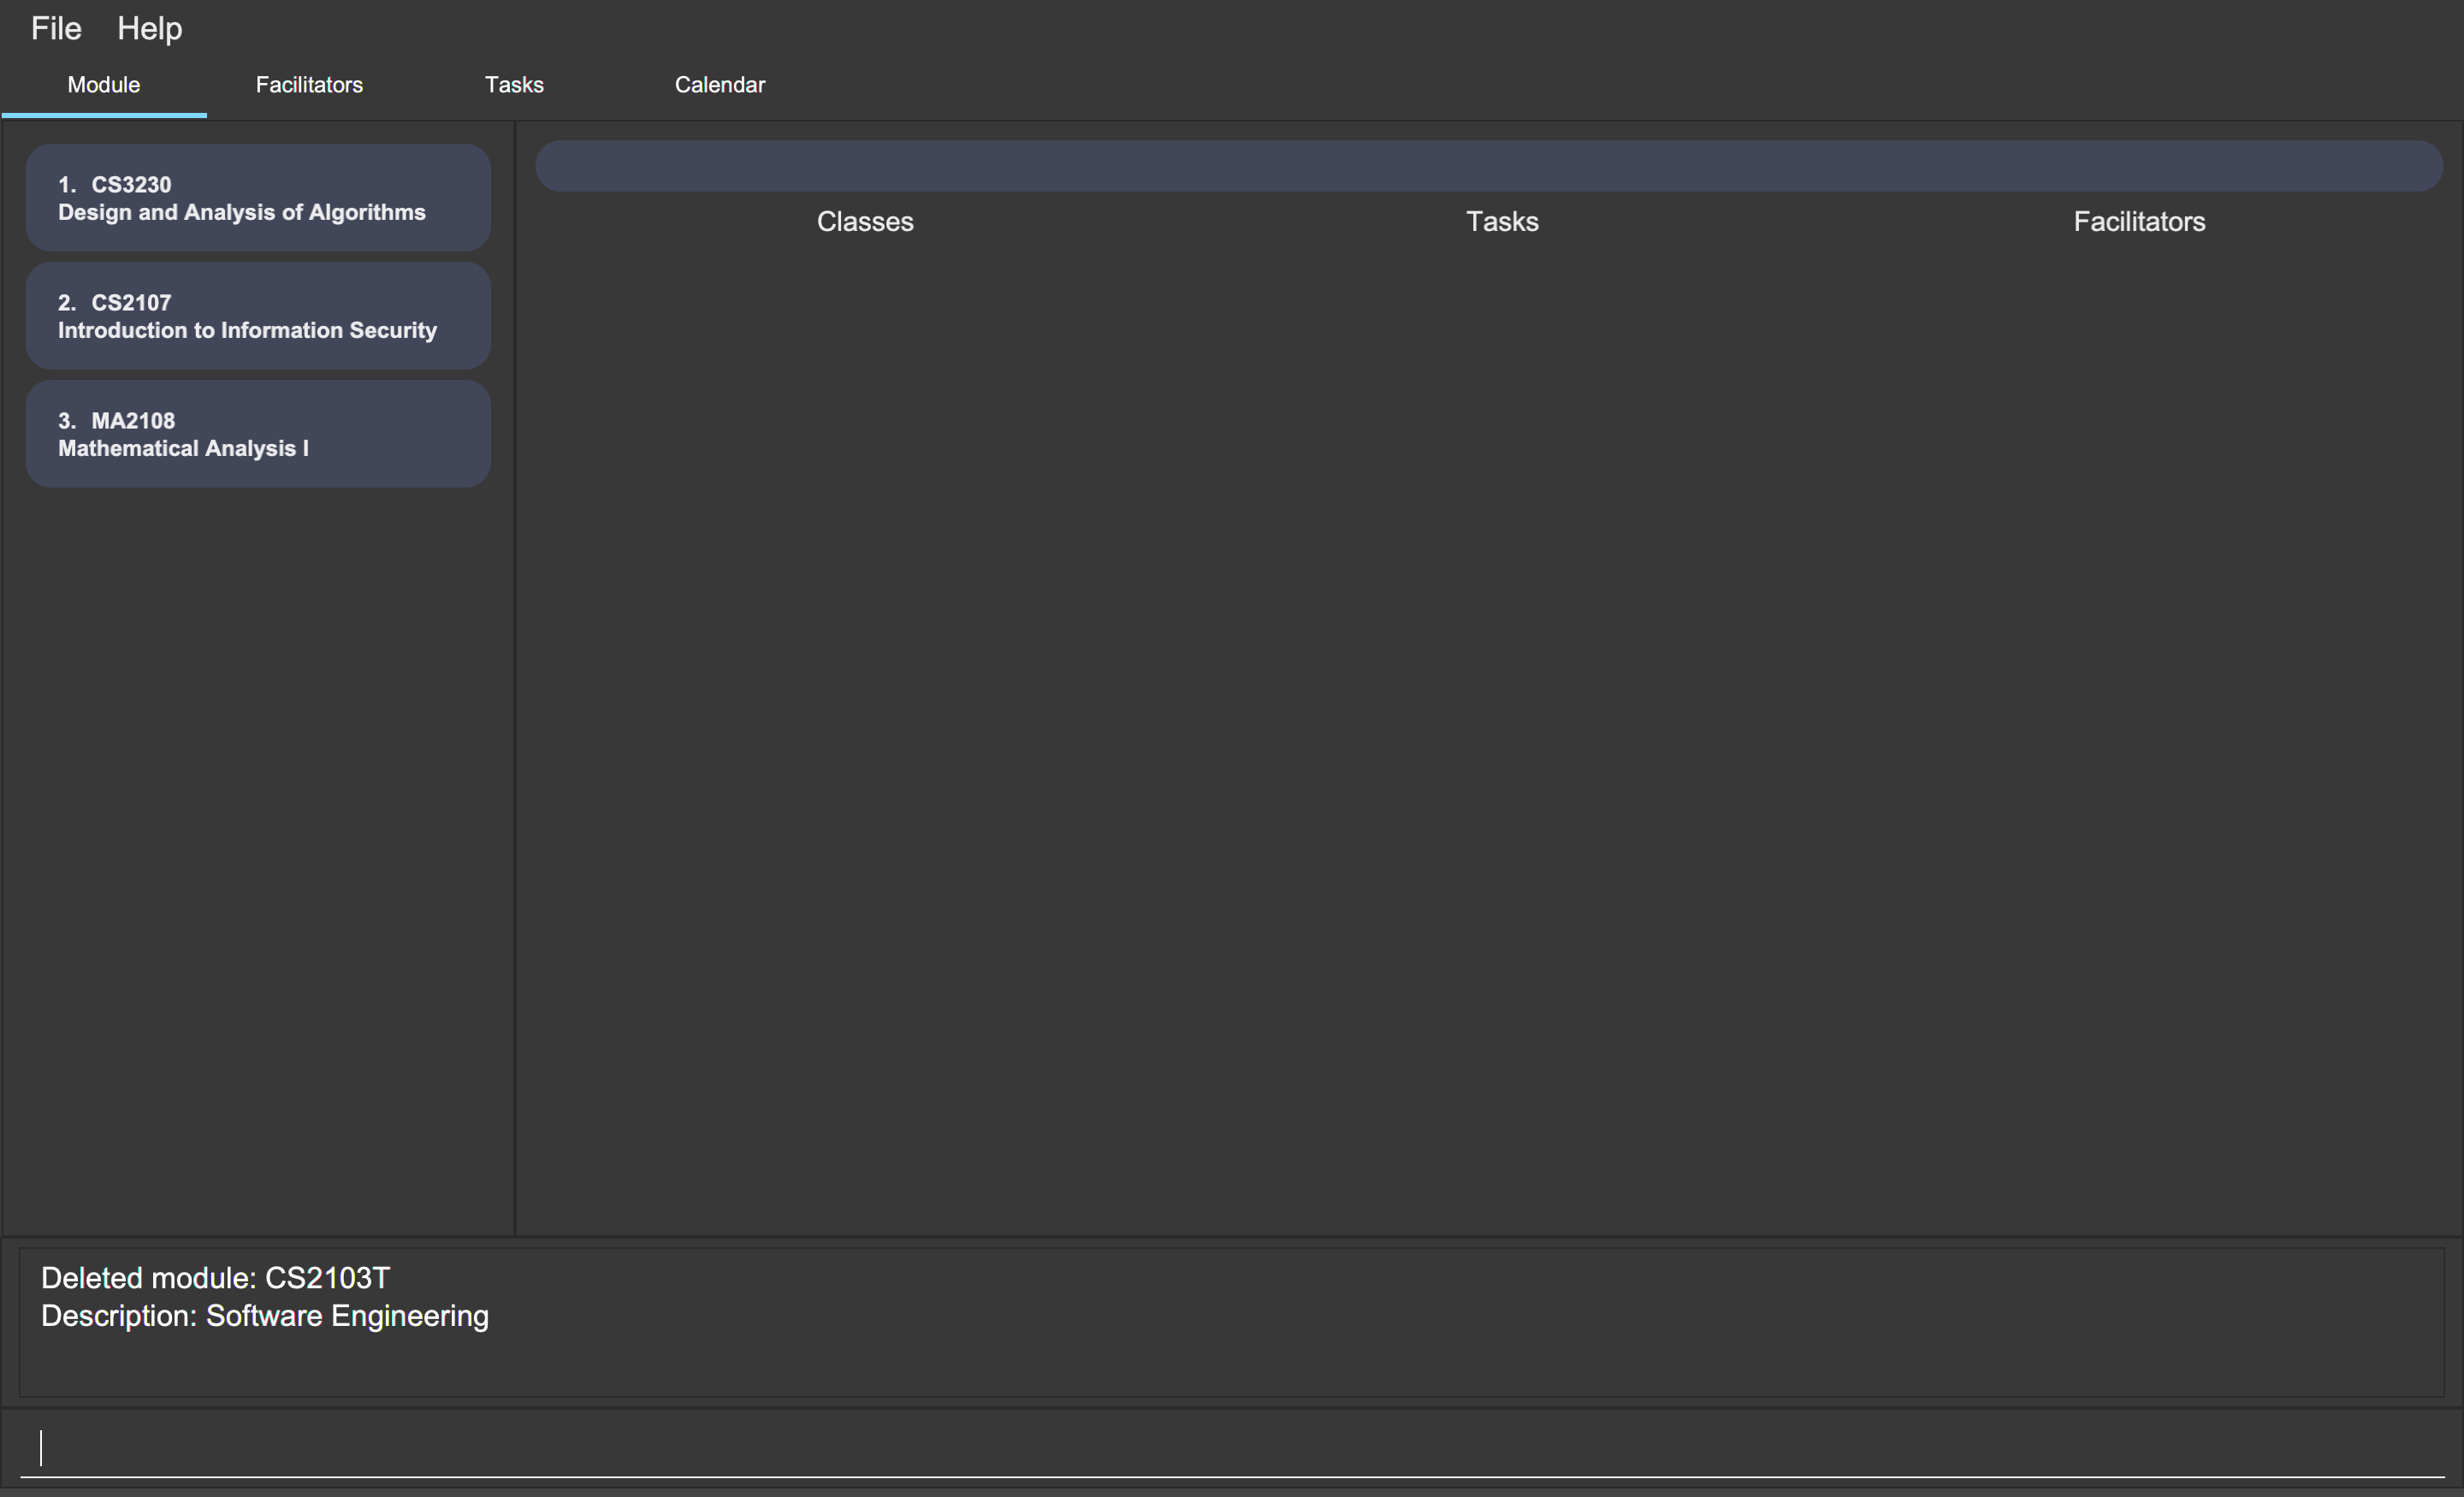 File Help
Module Facilitators Tasks Calendar
1. CS3230
Design and Analysis of Algorithms
2. CS2107
Introduction to Information Security
3. MA2108
Mathematical Analysis I
Classes Tasks Facilitators
Deleted module: CS2103T
Description: Software Engineering